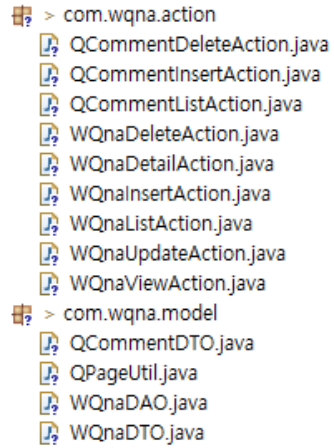 > com.wqna.action
QCommentDeleteAction.java
QCommentInsertAction.java
QCommentListAction.java
WQnaDeleteAction.java
WQnaDetailAction.java
WQnaInsertAction.java
WQnaListAction.java
WQnaUpdateAction.java
WQnaViewAction.java
> com.wqna.model
QCommentDTO.java
QPageUtil.java
WQnaDAO.java
WQnaDTO.java